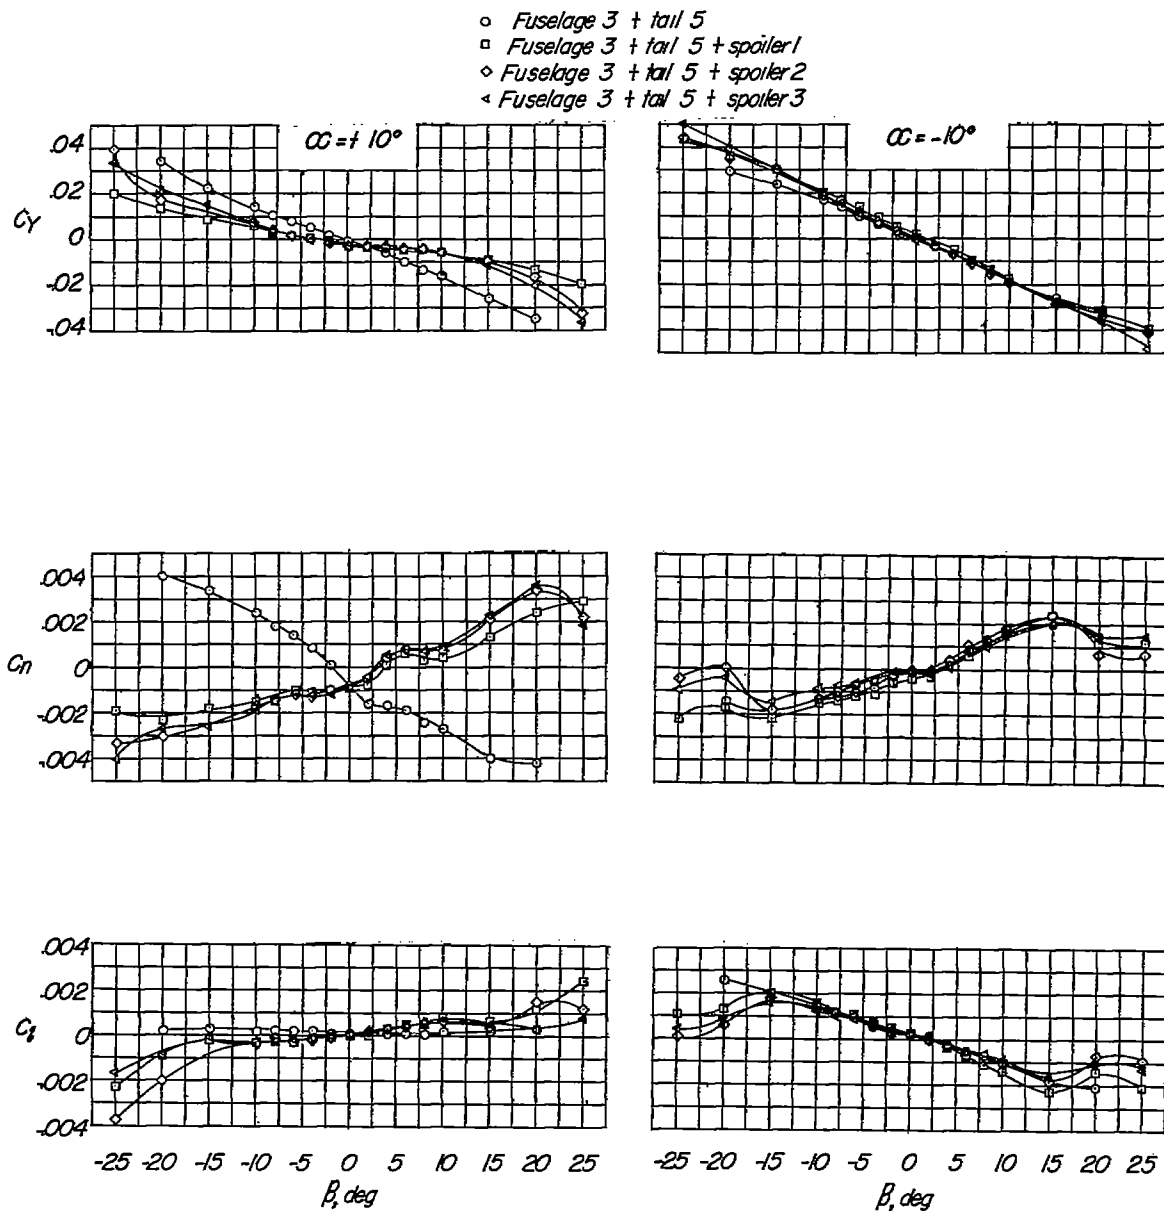 Fuselage 3 + tail 5
Fuselage 3 + tail 5 + spoiler 1
Fuselage 3 + tail 5 + spoiler 2
Fuselage 3 + tail 5 + spoiler 3
α = + 10°
α = -10°
.04
.02
CY
0
-.02
-.04
.004
.002
Cn
0
-.002
-.004
.004
.002
Cl
0
-.002
-.004
-25 -20 -15 -10 -5 0 5 10 15 20 25
β, deg
-25 -20 -15 -10 -5 0 5 10 15 20 25
β, deg